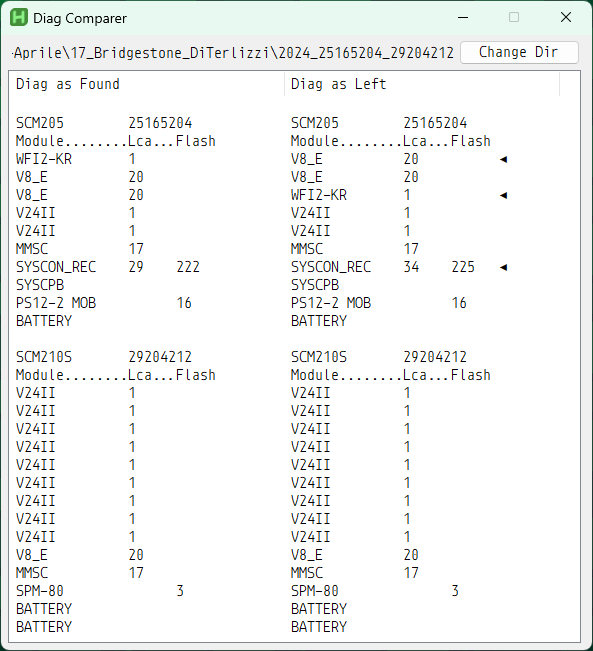 Diag Comparer
Aprile\17_Bridgestone_DiTerlizzi\2024_25165204_29204212 Change Dir
Diag as Found Diag as Left
SCM205 25165204 SCM205 25165204
Module........Lca...Flash Module........Lca...Flash
WFI2-KR 1 V8_E 20 ◄
V8_E 20 V8_E 20
V8_E 20 WFI2-KR 1 ◄
V24II 1 V24II 1
V24II 1 V24II 1
MMSC 17 MMSC 17
SYSCON_REC 29 222 SYSCON_REC 34 225 ◄
SYSCPB SYSCPB
PS12-2 MOB 16 PS12-2 MOB 16
BATTERY BATTERY
SCM210S 29204212 SCM210S 29204212
Module........Lca...Flash Module........Lca...Flash
V24II 1 V24II 1
V24II 1 V24II 1
V24II 1 V24II 1
V24II 1 V24II 1
V24II 1 V24II 1
V24II 1 V24II 1
V24II 1 V24II 1
V24II 1 V24II 1
V24II 1 V24II 1
V8_E 20 V8_E 20
MMSC 17 MMSC 17
SPM-80 3 SPM-80 3
BATTERY BATTERY
BATTERY BATTERY